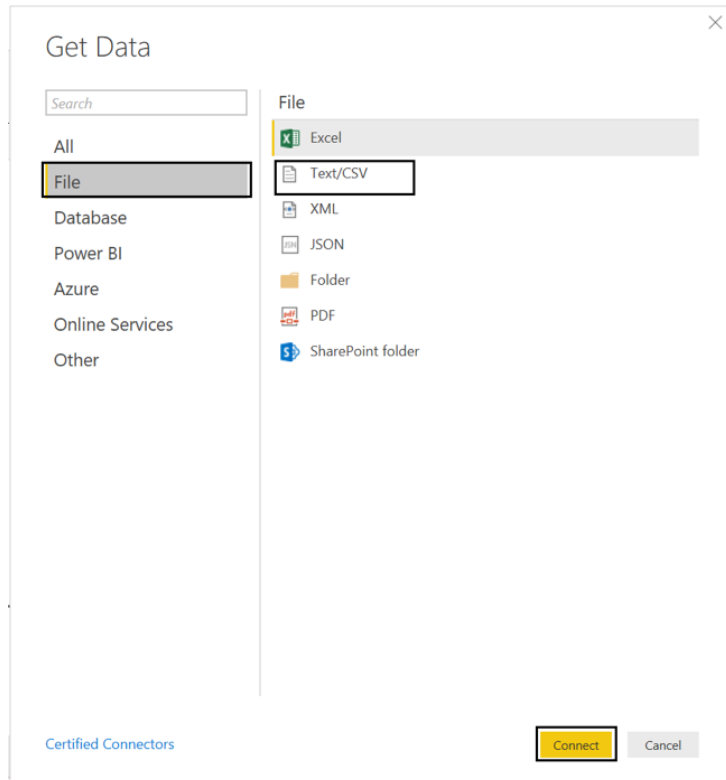 Get Data
Search
All
File
Database
Power BI
Azure
Online Services
Other
File
Excel
Text/CSV
XML
JSON
Folder
PDF
SharePoint folder
Certified Connectors
Connect
Cancel